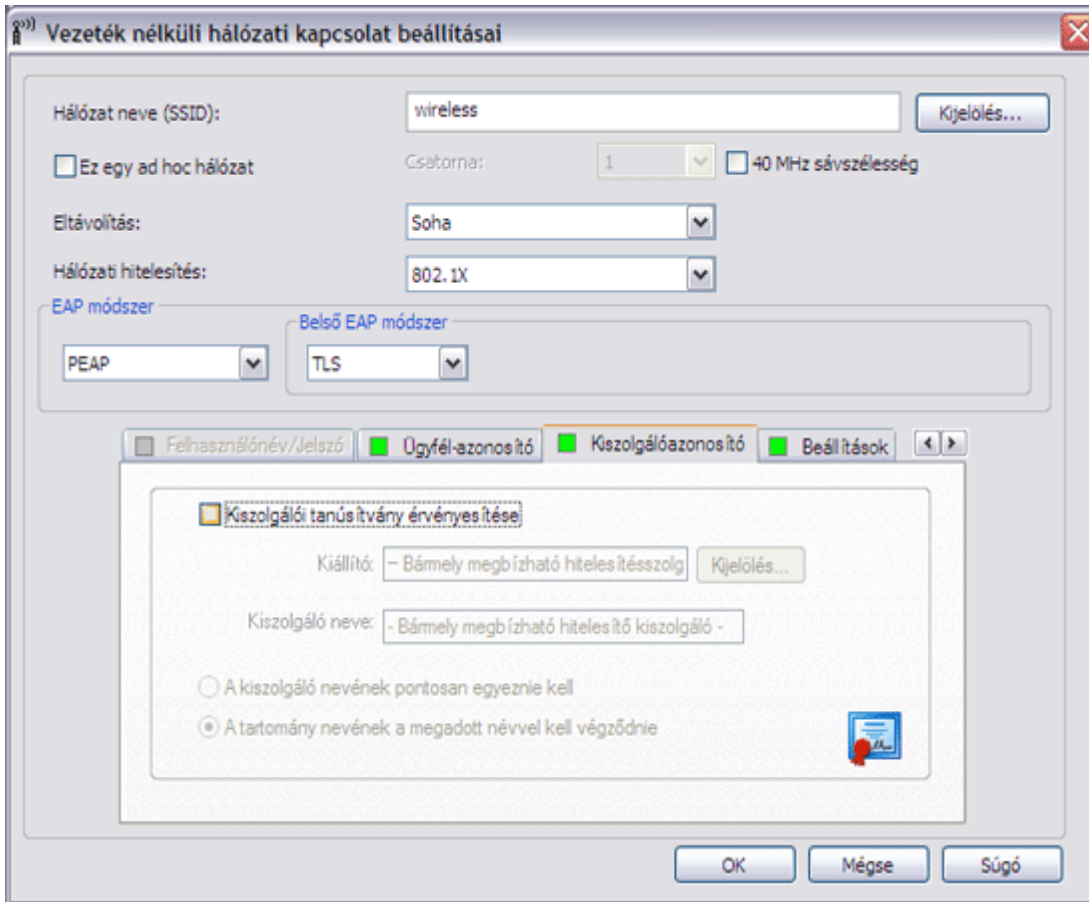 Vezeték nélküli hálózati kapcsolat beállításai
Hálózat neve (SSID): wireless Kijelölés...
Ez egy ad hoc hálózat Csatorna: 1 40 MHz sávszélesség
Eltávolítás: Soha
Hálózati hitelesítés: 802.1X
EAP módszer
Belső EAP módszer
PEAP TLS
Felhasználónév/Jelszó Ügyfél-azonosító Kiszolgálóazonosító Beállítások
Kiszolgálói tanúsítvány érvényesítése
Kiállító: - Bármely megbízható hitelesítésszolg Kijelölés...
Kiszolgáló neve: - Bármely megbízható hitelesítő kiszolgáló -
A kiszolgáló nevének pontosan egyeznie kell
A tartomány nevének a megadott névvel kell végződnie
OK Mégse Súgó